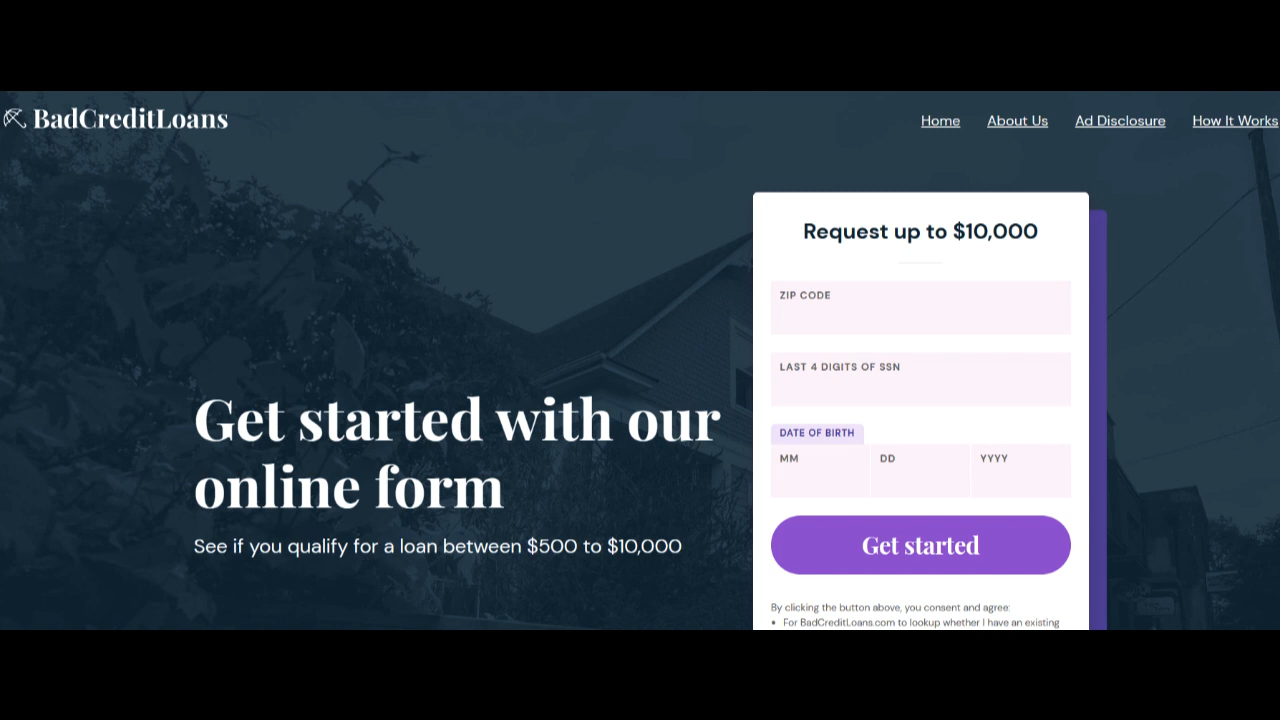 BadCreditLoans
Home About Us Ad Disclosure How It Works
Request up to $10,000
ZIP CODE
LAST 4 DIGITS OF SSN
DATE OF BIRTH
MM DD YYYY
Get started with our
online form
See if you qualify for a loan between $500 to $10,000
Get started
By clicking the button above, you consent and agree:
• For BadCreditLoans.com to lookup whether I have an existing